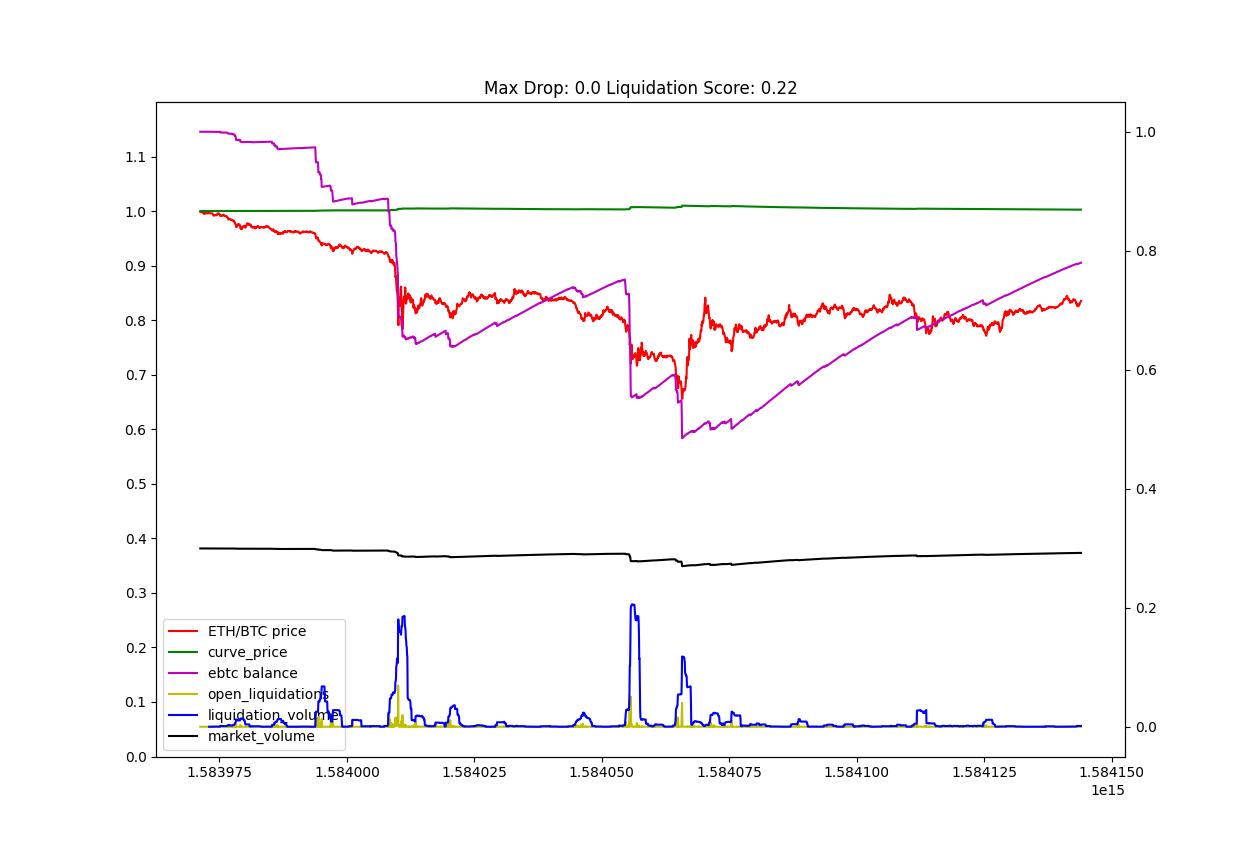 Max Drop: 0.0 Liquidation Score: 0.22
1.1
1.0
0.9
0.8
0.7
0.6
0.5
0.4
0.3
0.2
0.1
0.0
1.0
0.8
0.6
0.4
0.2
0.0
ETH/BTC price
curve_price
ebtc balance
open_liquidations
liquidation_volume
market_volume
1.583975 1.584000 1.584025 1.584050 1.584075 1.584100 1.584125 1.584150
1e15